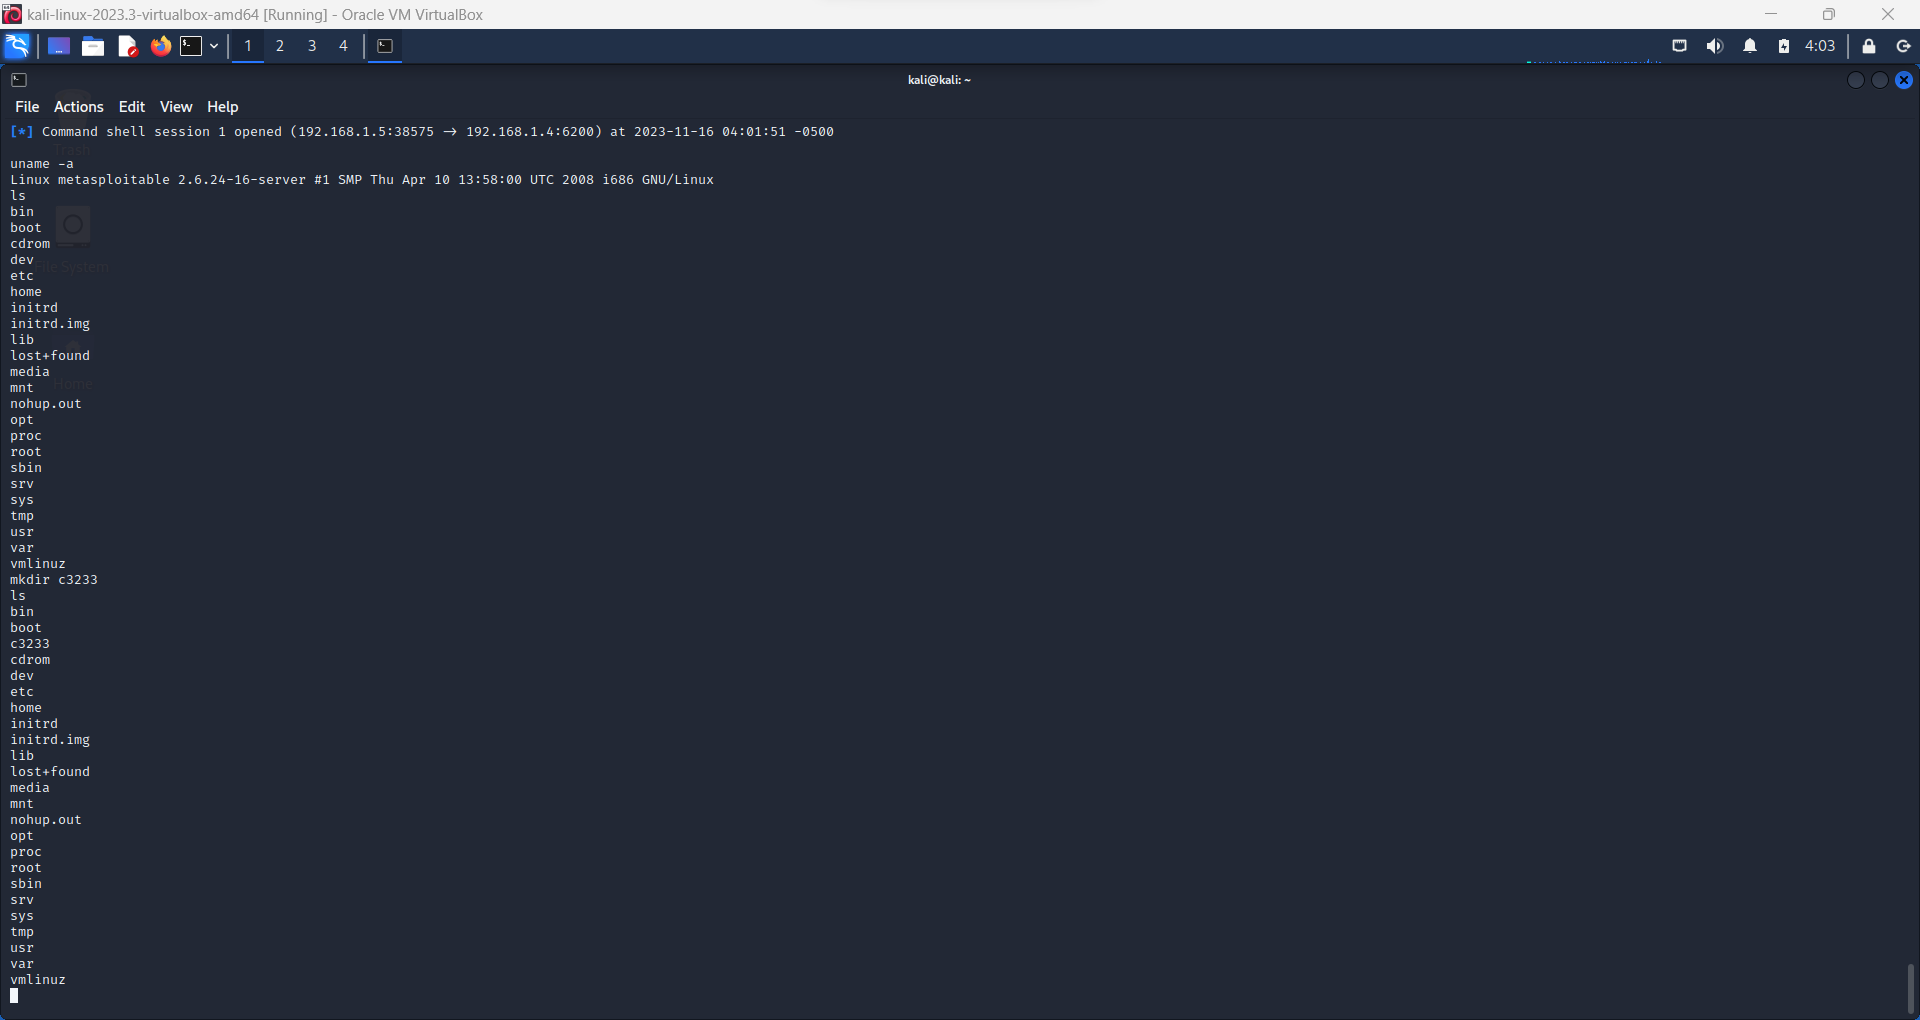 kali-linux-2023.3-virtualbox-amd64 [Running] - Oracle VM VirtualBox
1 2 3 4 4:03
kali@kali: ~
File Actions Edit View Help
[*] Command shell session 1 opened (192.168.1.5:38575 → 192.168.1.4:6200) at 2023-11-16 04:01:51 -0500
Trash
uname -a
Linux metasploitable 2.6.24-16-server #1 SMP Thu Apr 10 13:58:00 UTC 2008 i686 GNU/Linux
ls
bin
boot
cdrom
dev
File System
etc
home
initrd
initrd.img
lib
lost+found
media
mnt
Home
nohup.out
opt
proc
root
sbin
srv
sys
tmp
usr
var
vmlinuz
mkdir c3233
ls
bin
boot
c3233
cdrom
dev
etc
home
initrd
initrd.img
lib
lost+found
media
mnt
nohup.out
opt
proc
root
sbin
srv
sys
tmp
usr
var
vmlinuz